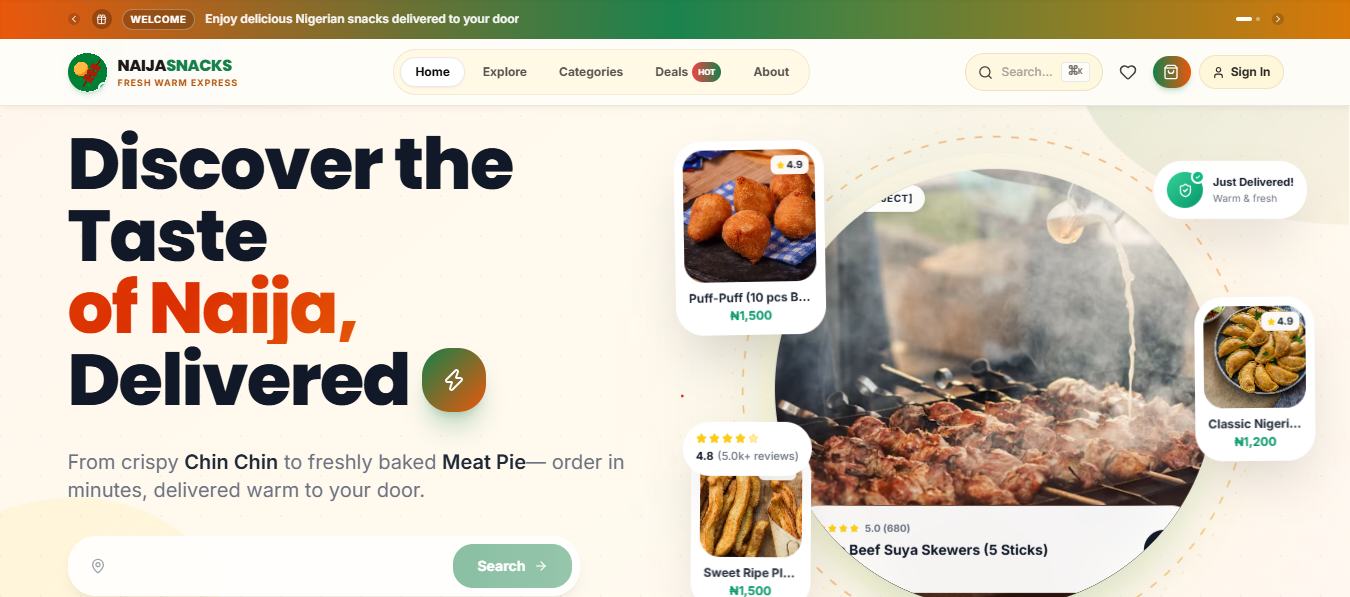 WELCOME Enjoy delicious Nigerian snacks delivered to your door
NAIJASNACKS
FRESH WARM EXPRESS
Home Explore Categories Deals HOT About
Search... ⌘K Sign In
Discover the
Taste
of Naija,
Delivered
From crispy Chin Chin to freshly baked Meat Pie— order in
minutes, delivered warm to your door.
Search →
4.9
Puff-Puff (10 pcs B...
₦1,500
JECT]
Just Delivered!
Warm & fresh
4.9
Classic Nigeri...
₦1,200
4.8 (5.0k+ reviews)
Sweet Ripe Pl...
₦1,500
5.0 (680)
Beef Suya Skewers (5 Sticks)